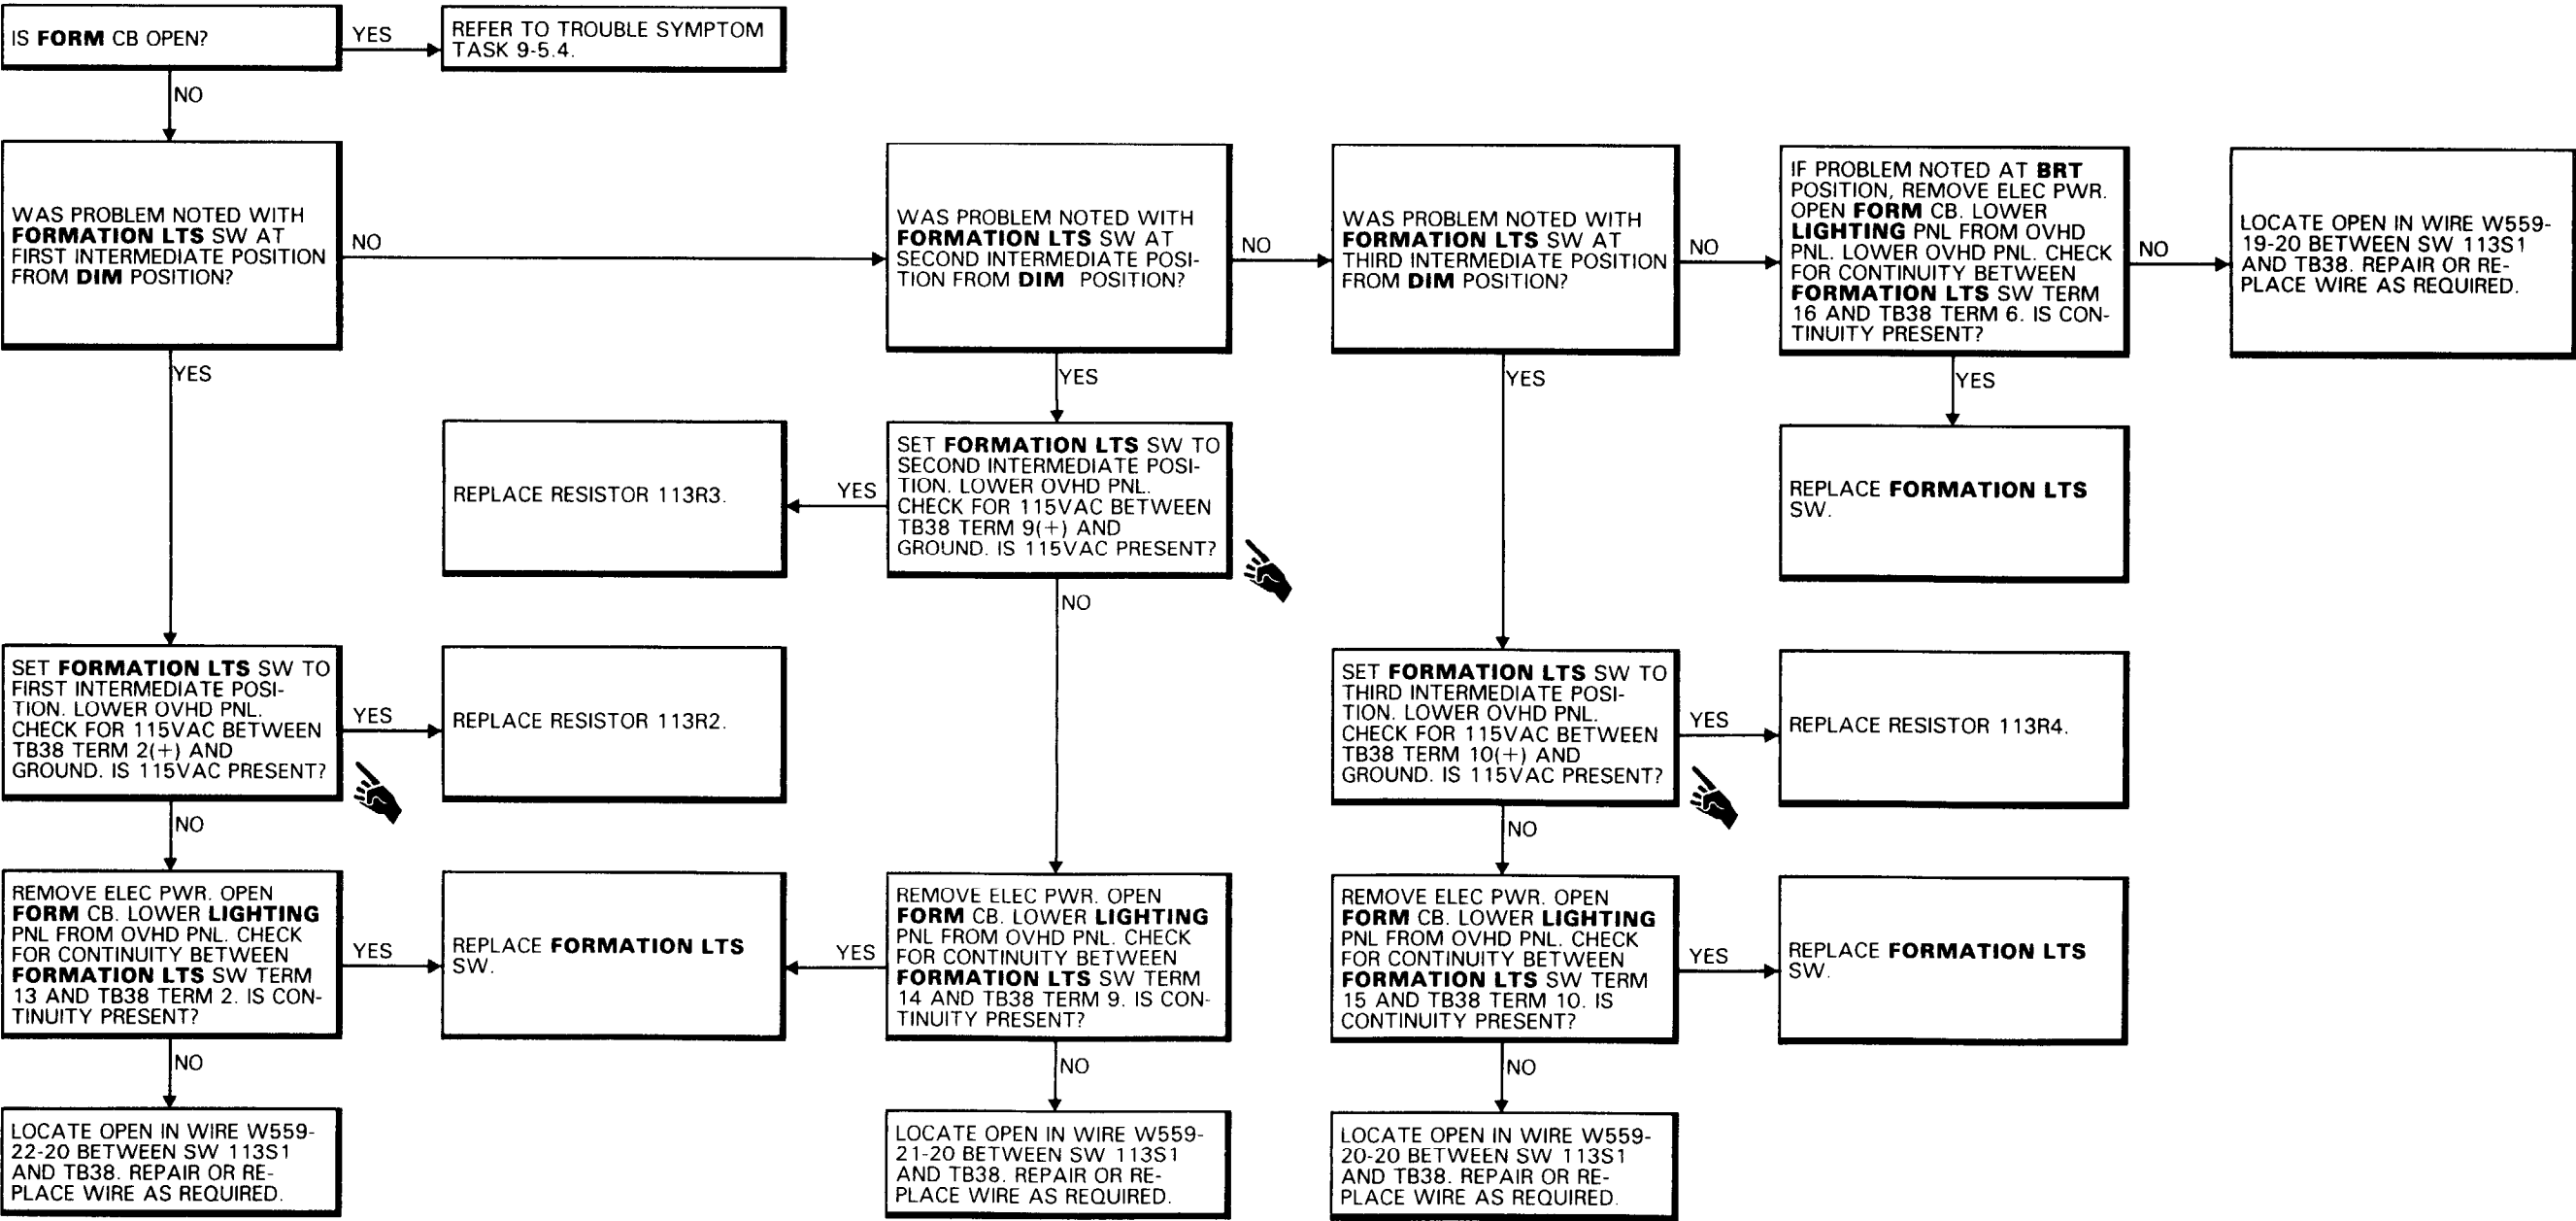 IS FORM CB OPEN?
YES
REFER TO TROUBLE SYMPTOM
TASK 9-5.4.
NO
WAS PROBLEM NOTED WITH
FORMATION LTS SW AT
FIRST INTERMEDIATE POSITION
FROM DIM POSITION?
NO
WAS PROBLEM NOTED WITH
FORMATION LTS SW AT
SECOND INTERMEDIATE POSI-
TION FROM DIM POSITION?
NO
WAS PROBLEM NOTED WITH
FORMATION LTS SW AT
THIRD INTERMEDIATE POSITION
FROM DIM POSITION?
NO
IF PROBLEM NOTED AT BRT
POSITION, REMOVE ELEC PWR.
OPEN FORM CB. LOWER
LIGHTING PNL FROM OVHD
PNL. LOWER OVHD PNL. CHECK
FOR CONTINUITY BETWEEN
FORMATION LTS SW TERM
16 AND TB38 TERM 6. IS CON-
TINUITY PRESENT?
NO
LOCATE OPEN IN WIRE W559-
19-20 BETWEEN SW 113S1
AND TB38. REPAIR OR RE-
PLACE WIRE AS REQUIRED.
YES
YES
YES
YES
REPLACE RESISTOR 113R3.
YES
SET FORMATION LTS SW TO
SECOND INTERMEDIATE POSI-
TION. LOWER OVHD PNL.
CHECK FOR 115VAC BETWEEN
TB38 TERM 9(+) AND
GROUND. IS 115VAC PRESENT?
REPLACE FORMATION LTS
SW.
NO
SET FORMATION LTS SW TO
FIRST INTERMEDIATE POSI-
TION. LOWER OVHD PNL.
CHECK FOR 115VAC BETWEEN
TB38 TERM 2(+) AND
GROUND. IS 115VAC PRESENT?
YES
REPLACE RESISTOR 113R2.
SET FORMATION LTS SW TO
THIRD INTERMEDIATE POSI-
TION. LOWER OVHD PNL.
CHECK FOR 115VAC BETWEEN
TB38 TERM 10(+) AND
GROUND. IS 115VAC PRESENT?
YES
REPLACE RESISTOR 113R4.
NO
NO
REMOVE ELEC PWR. OPEN
FORM CB. LOWER LIGHTING
PNL FROM OVHD PNL. CHECK
FOR CONTINUITY BETWEEN
FORMATION LTS SW TERM
13 AND TB38 TERM 2. IS CON-
TINUITY PRESENT?
YES
REPLACE FORMATION LTS
SW.
YES
REMOVE ELEC PWR. OPEN
FORM CB. LOWER LIGHTING
PNL FROM OVHD PNL. CHECK
FOR CONTINUITY BETWEEN
FORMATION LTS SW TERM
14 AND TB38 TERM 9. IS CON-
TINUITY PRESENT?
REMOVE ELEC PWR. OPEN
FORM CB. LOWER LIGHTING
PNL FROM OVHD PNL. CHECK
FOR CONTINUITY BETWEEN
FORMATION LTS SW TERM
15 AND TB38 TERM 10. IS
CONTINUITY PRESENT?
YES
REPLACE FORMATION LTS
SW.
NO
NO
NO
LOCATE OPEN IN WIRE W559-
22-20 BETWEEN SW 113S1
AND TB38. REPAIR OR RE-
PLACE WIRE AS REQUIRED.
LOCATE OPEN IN WIRE W559-
21-20 BETWEEN SW 113S1
AND TB38. REPAIR OR RE-
PLACE WIRE AS REQUIRED.
LOCATE OPEN IN WIRE W559-
20-20 BETWEEN SW 113S1
AND TB38. REPAIR OR RE-
PLACE WIRE AS REQUIRED.